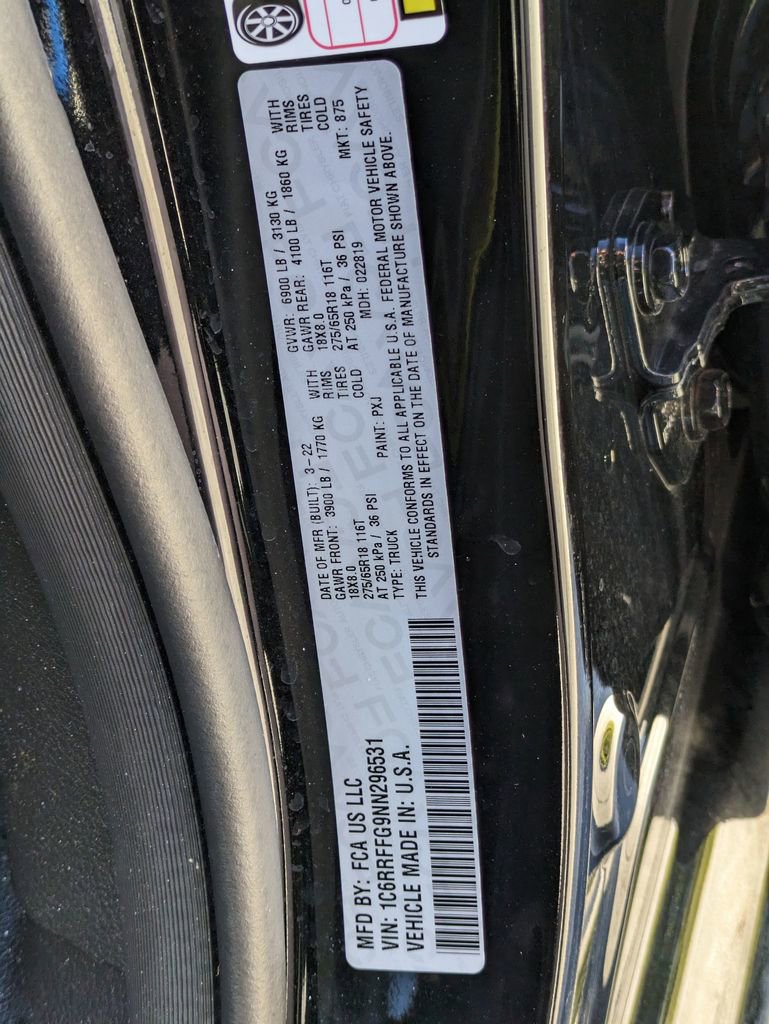 MFD BY: FCA US LLC
VIN: 1C6RRFFG9NN296531
VEHICLE MADE IN: U.S.A.
DATE OF MFR (BUILT): 3-22 GVWR: 6900 LB / 3130 KG
GAWR FRONT: 3900 LB / 1770 KG WITH GAWR REAR: 4100 LB / 1860 KG WITH
18X8.0 RIMS 18X8.0 RIMS
275/65R18 116T TIRES 275/65R18 116T TIRES
AT 250 kPa / 36 PSI COLD AT 250 kPa / 36 PSI COLD
TYPE: TRUCK PAINT: PXJ MDH: 022819 MKT: 875
THIS VEHICLE CONFORMS TO ALL APPLICABLE U.S.A. FEDERAL MOTOR VEHICLE SAFETY
STANDARDS IN EFFECT ON THE DATE OF MANUFACTURE SHOWN ABOVE.